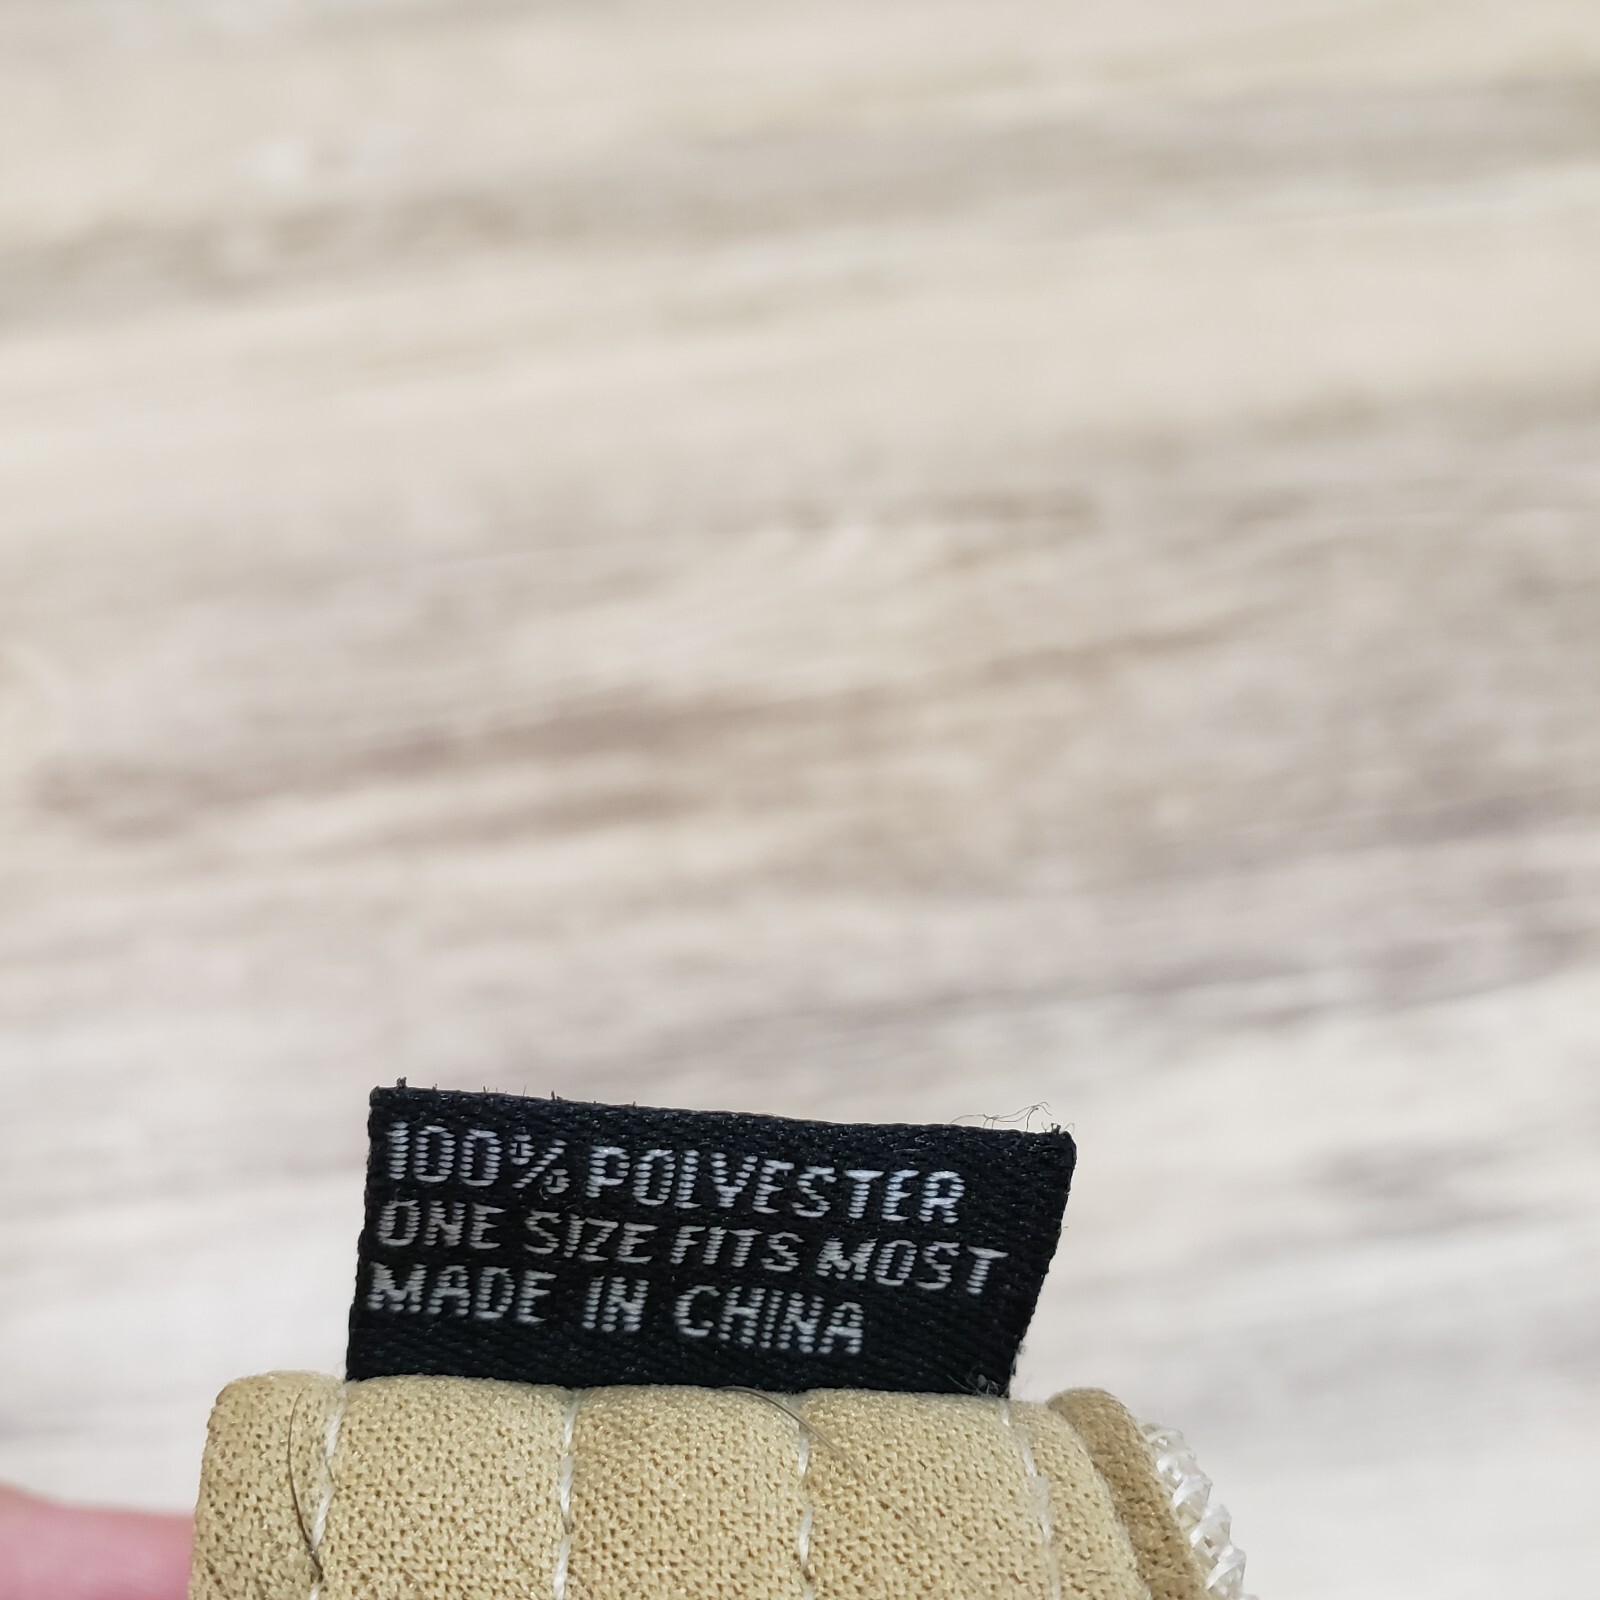 100% POLYESTER
ONE SIZE FITS MOST
MADE IN CHINA